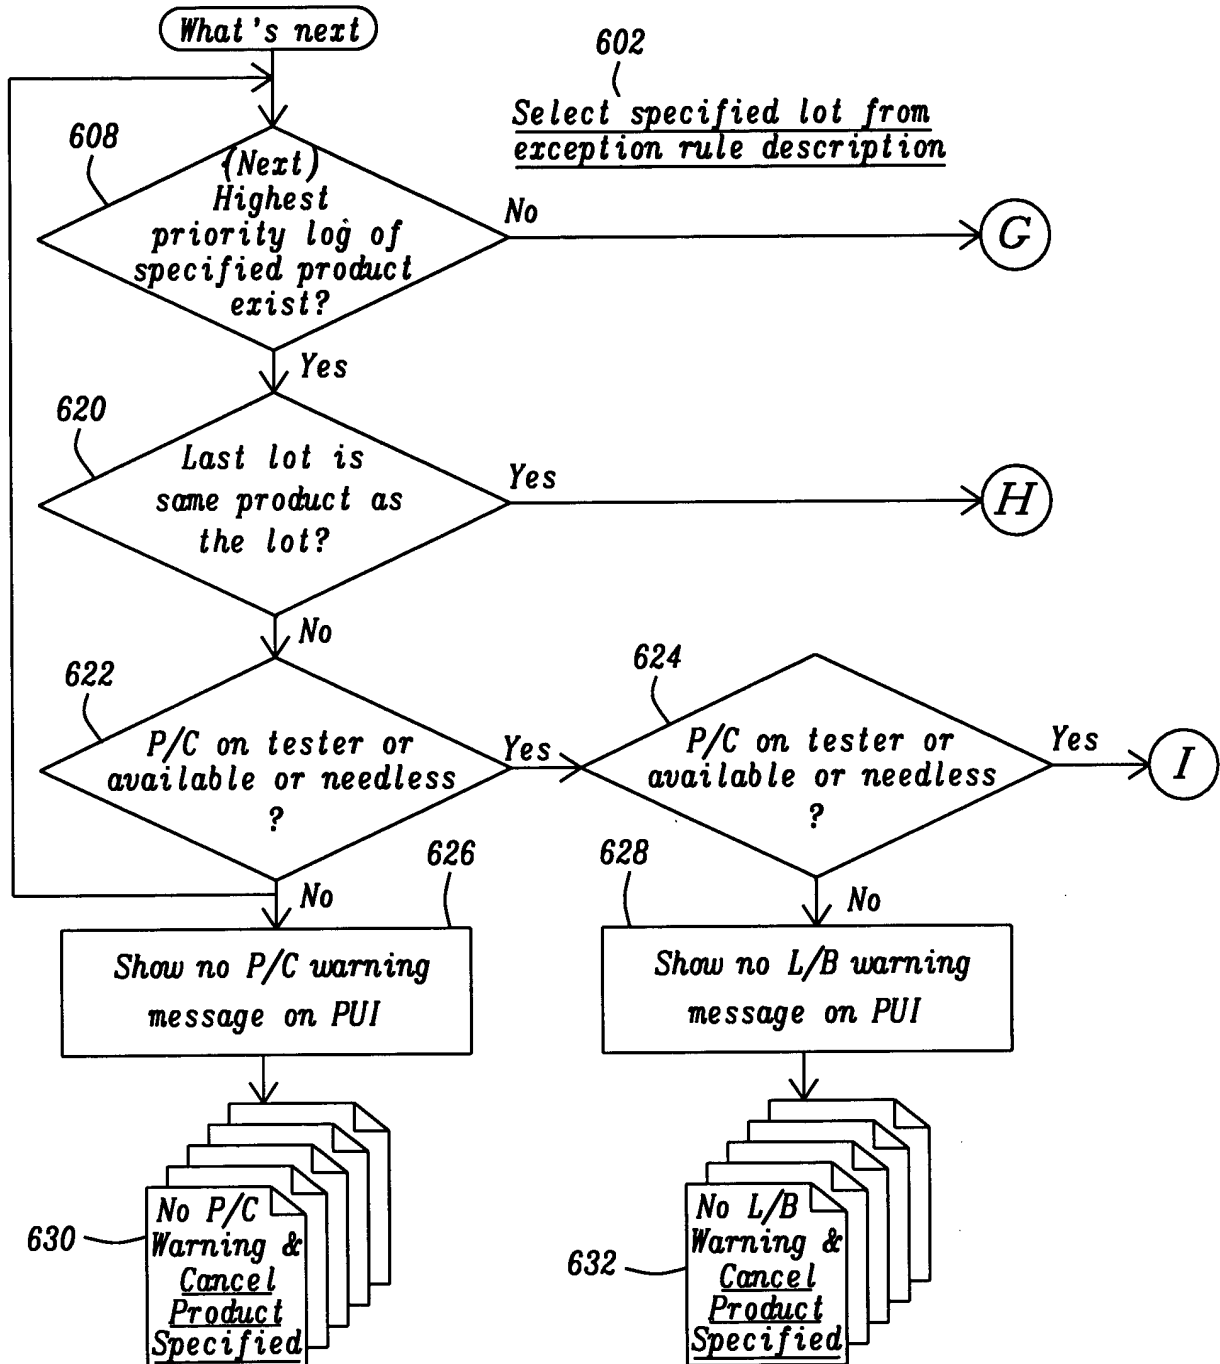 What's next
602
Select specified lot from
exception rule description
608
(Next)
Highest
priority log of
specified product
exist?
No
G
Yes
620
Last lot is
same product as
the lot?
Yes
H
No
622
P/C on tester or
available or needless
?
Yes
624
P/C on tester or
available or needless
?
Yes
I
No
626
Show no P/C warning
message on PUI
No
628
Show no L/B warning
message on PUI
630
No P/C
Warning &
Cancel
Product
Specified
632
No L/B
Warning &
Cancel
Product
Specified